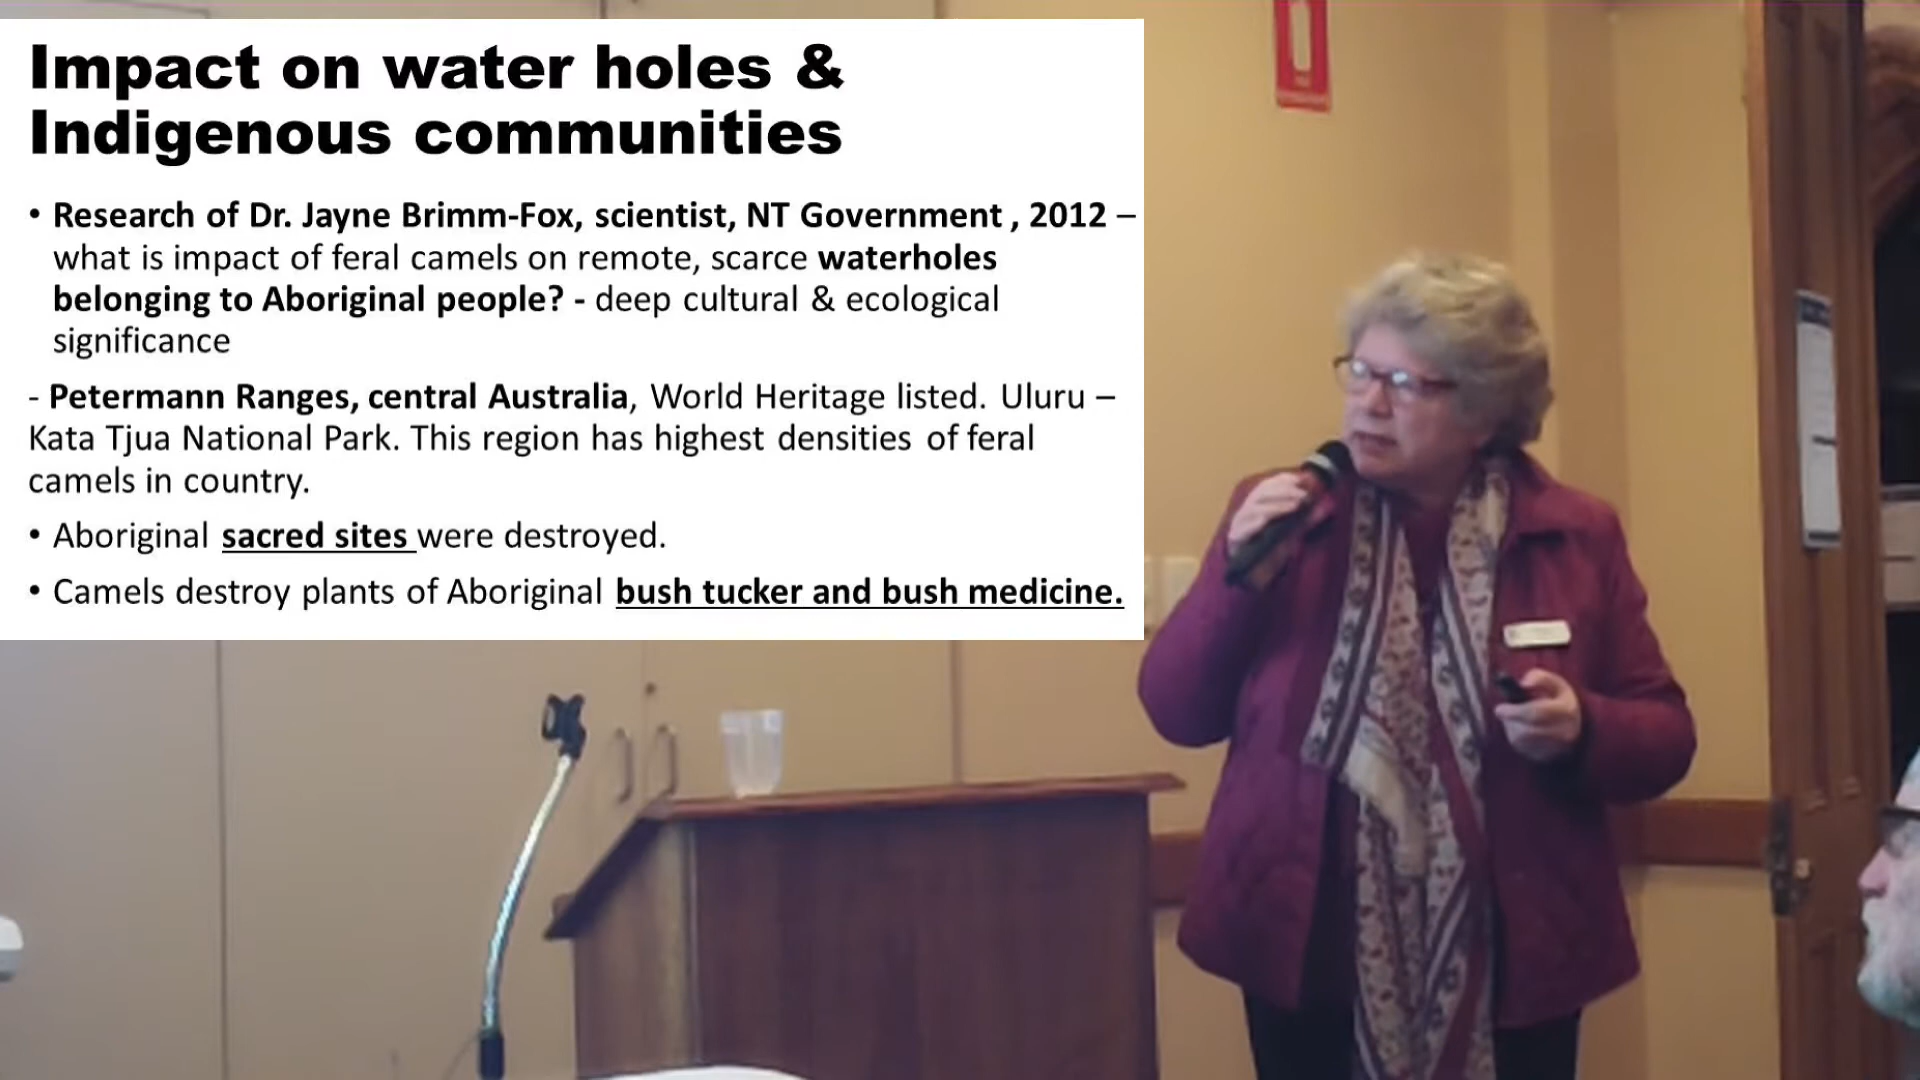 Impact on water holes &
Indigenous communities
• Research of Dr. Jayne Brimm-Fox, scientist, NT Government , 2012 –
what is impact of feral camels on remote, scarce waterholes
belonging to Aboriginal people? - deep cultural & ecological
significance
- Petermann Ranges, central Australia, World Heritage listed. Uluru –
Kata Tjua National Park. This region has highest densities of feral
camels in country.
• Aboriginal sacred sites were destroyed.
• Camels destroy plants of Aboriginal bush tucker and bush medicine.